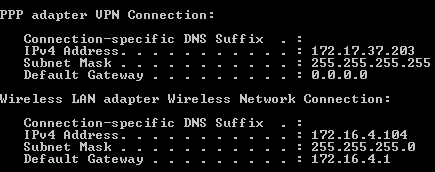 PPP adapter VPN Connection:
Connection-specific DNS Suffix  . :
IPv4 Address. . . . . . . . . . . : 172.17.37.203
Subnet Mask . . . . . . . . . . . : 255.255.255.255
Default Gateway . . . . . . . . . : 0.0.0.0
Wireless LAN adapter Wireless Network Connection:
Connection-specific DNS Suffix  . :
IPv4 Address. . . . . . . . . . . : 172.16.4.104
Subnet Mask . . . . . . . . . . . : 255.255.255.0
Default Gateway . . . . . . . . . : 172.16.4.1